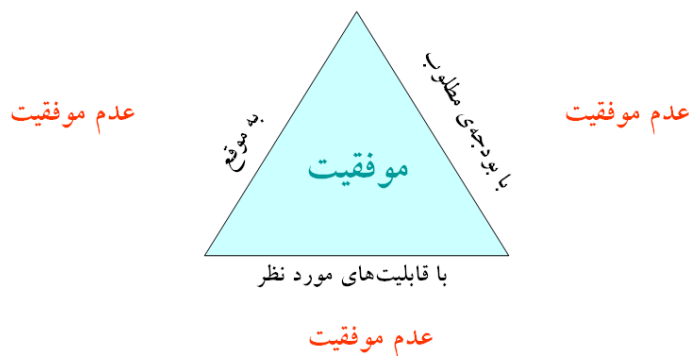 با بودجه‌ی مطلوب
به موقع
عدم موفقیت
عدم موفقیت
موفقیت
با قابلیت‌های مورد نظر
عدم موفقیت